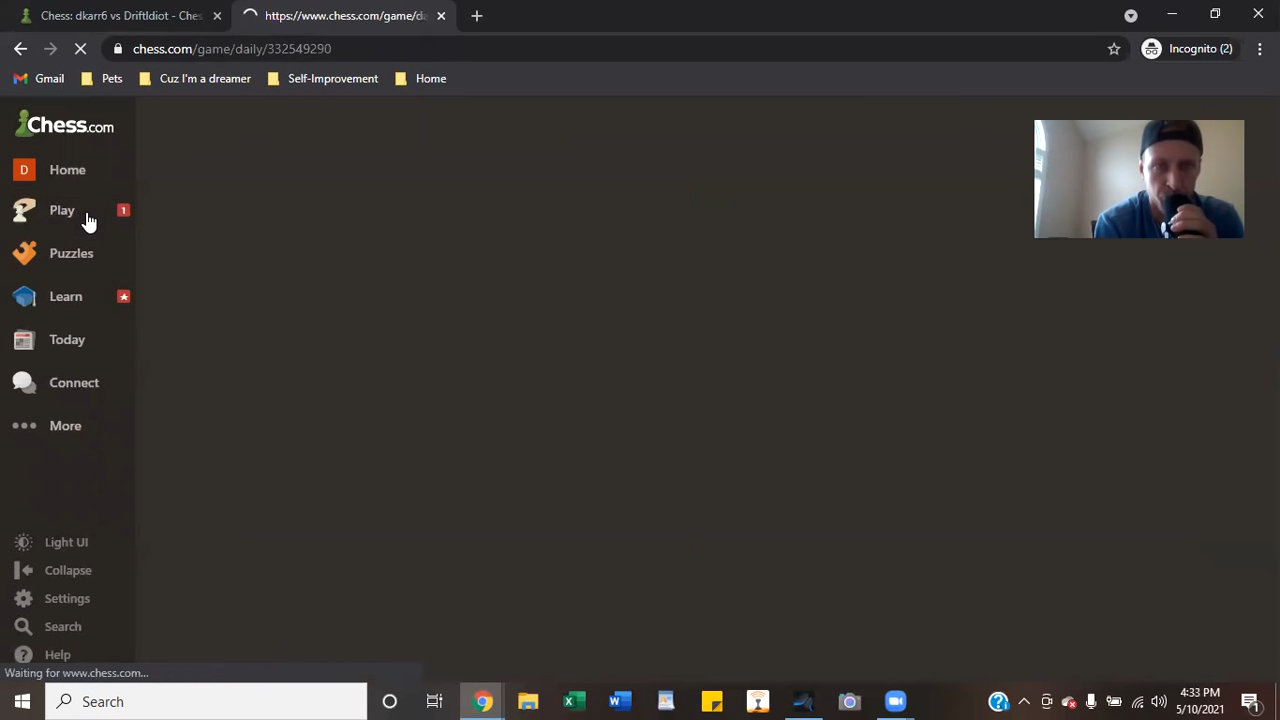 Chess: dkarr6 vs DriftIdiot - Ches
https://www.chess.com/game/da
chess.com/game/daily/332549290
Incognito (2)
Gmail
Pets
Cuz I'm a dreamer
Self-Improvement
Home
Chess.com
D
Home
Play
1
Puzzles
Learn
Today
Connect
More
Light UI
Collapse
Settings
Search
Help
Waiting for www.chess.com...
Search
4:33 PM
5/10/2021
1